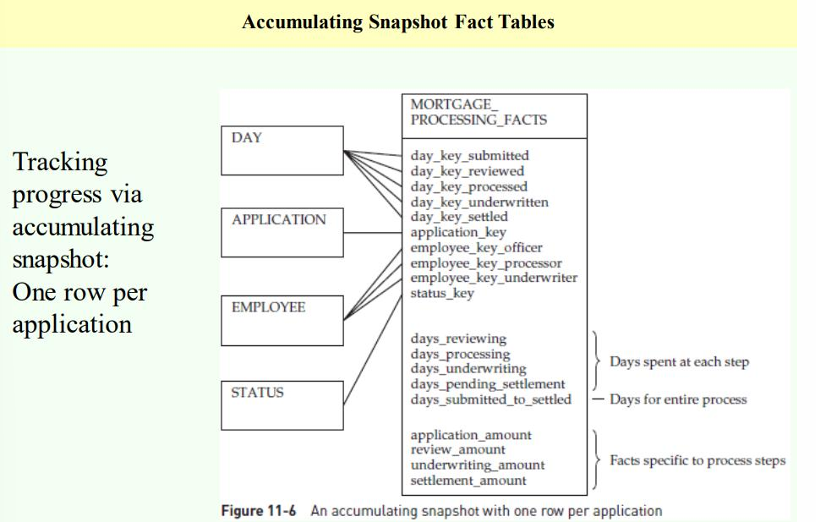 Accumulating Snapshot Fact Tables
Tracking
progress via
accumulating
snapshot:
One row per
application
DAY
APPLICATION
EMPLOYEE
STATUS
MORTGAGE_
PROCESSING_FACTS
day_key_submitted
day_key_reviewed
day_key_processed
day_key_underwritten
day_key_settled
application_key
employee_key_officer
employee_key_processor
employee_key_underwriter
status_key
days_reviewing
days_processing
days_underwriting
days_pending_settlement
days_submitted_to_settled
application_amount
review_amount
underwriting_amount
settlement_amount
Days spent at each step
Days for entire process
Facts specific to process steps
Figure 11-6 An accumulating snapshot with one row per application